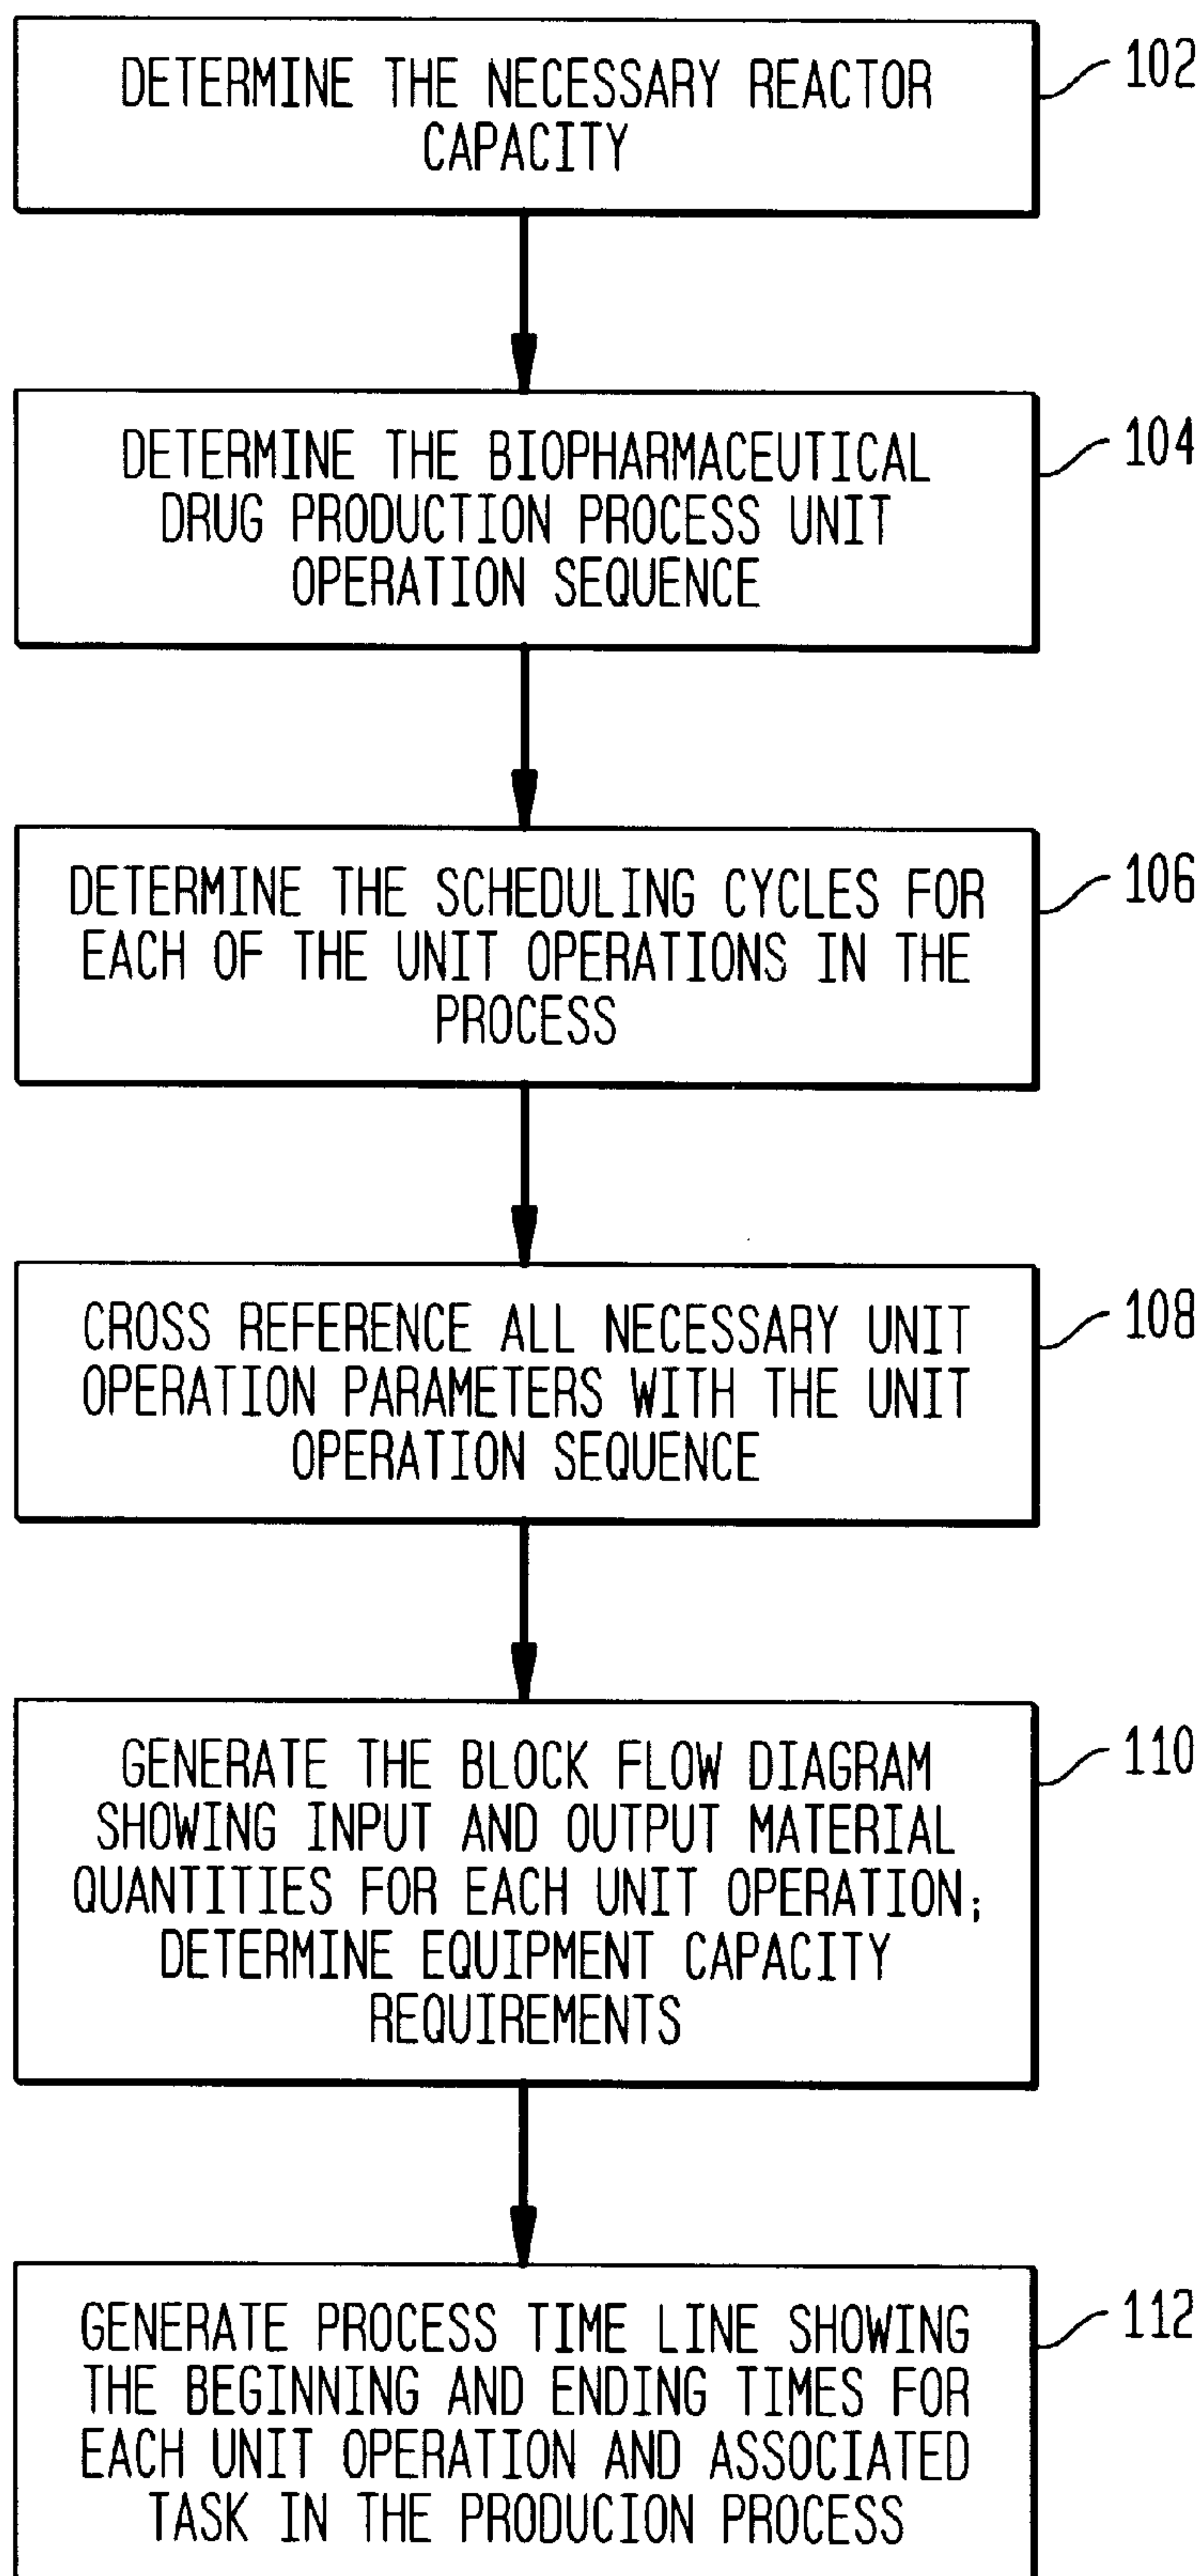 DETERMINE THE NECESSARY REACTOR
CAPACITY
102
DETERMINE THE BIOPHARMACEUTICAL
DRUG PRODUCTION PROCESS UNIT
OPERATION SEQUENCE
104
DETERMINE THE SCHEDULING CYCLES FOR
EACH OF THE UNIT OPERATIONS IN THE
PROCESS
106
CROSS REFERENCE ALL NECESSARY UNIT
OPERATION PARAMETERS WITH THE UNIT
OPERATION SEQUENCE
108
GENERATE THE BLOCK FLOW DIAGRAM
SHOWING INPUT AND OUTPUT MATERIAL
QUANTITIES FOR EACH UNIT OPERATION;
DETERMINE EQUIPMENT CAPACITY
REQUIREMENTS
110
GENERATE PROCESS TIME LINE SHOWING
THE BEGINNING AND ENDING TIMES FOR
EACH UNIT OPERATION AND ASSOCIATED
TASK IN THE PRODUCION PROCESS
112